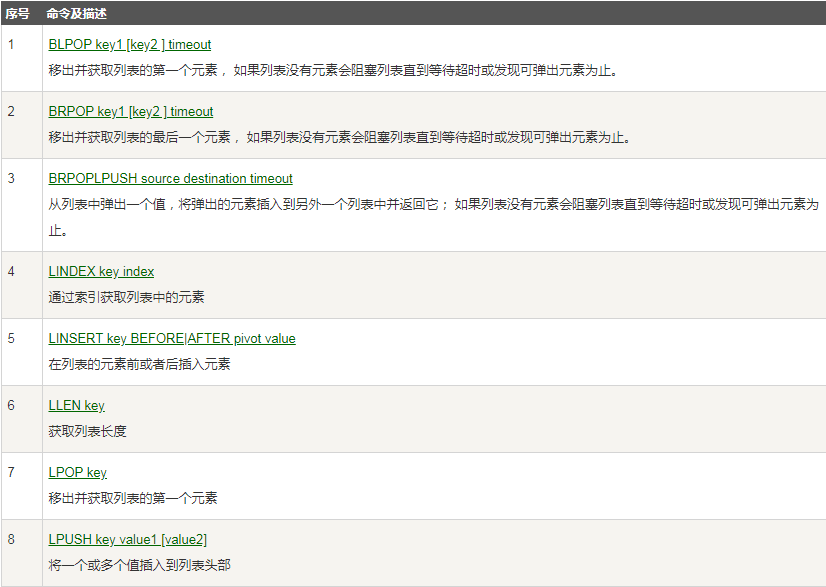 序号 命令及描述
1 BLPOP key1 [key2 ] timeout
移出并获取列表的第一个元素， 如果列表没有元素会阻塞列表直到等待超时或发现可弹出元素为止。
2 BRPOP key1 [key2 ] timeout
移出并获取列表的最后一个元素， 如果列表没有元素会阻塞列表直到等待超时或发现可弹出元素为止。
3 BRPOPLPUSH source destination timeout
从列表中弹出一个值，将弹出的元素插入到另外一个列表中并返回它； 如果列表没有元素会阻塞列表直到等待超时或发现可弹出元素为
止。
4 LINDEX key index
通过索引获取列表中的元素
5 LINSERT key BEFORE|AFTER pivot value
在列表的元素前或者后插入元素
6 LLEN key
获取列表长度
7 LPOP key
移出并获取列表的第一个元素
8 LPUSH key value1 [value2]
将一个或多个值插入到列表头部